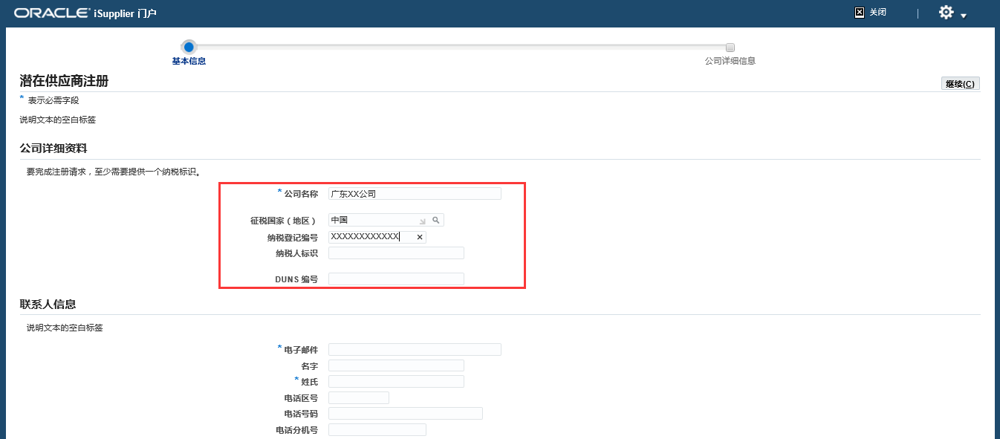 ORACLE® iSupplier 门户
关闭
基本信息
公司详细信息
潜在供应商注册
继续(C)
* 表示必需字段
说明文本的空白标签
公司详细资料
要完成注册请求，至少需要提供一个纳税标识。
* 公司名称 广东XX公司
征税国家（地区） 中国
纳税登记编号 XXXXXXXXXXXX
纳税人标识
DUNS 编号
联系人信息
说明文本的空白标签
* 电子邮件
名字
* 姓氏
电话区号
电话号码
电话分机号